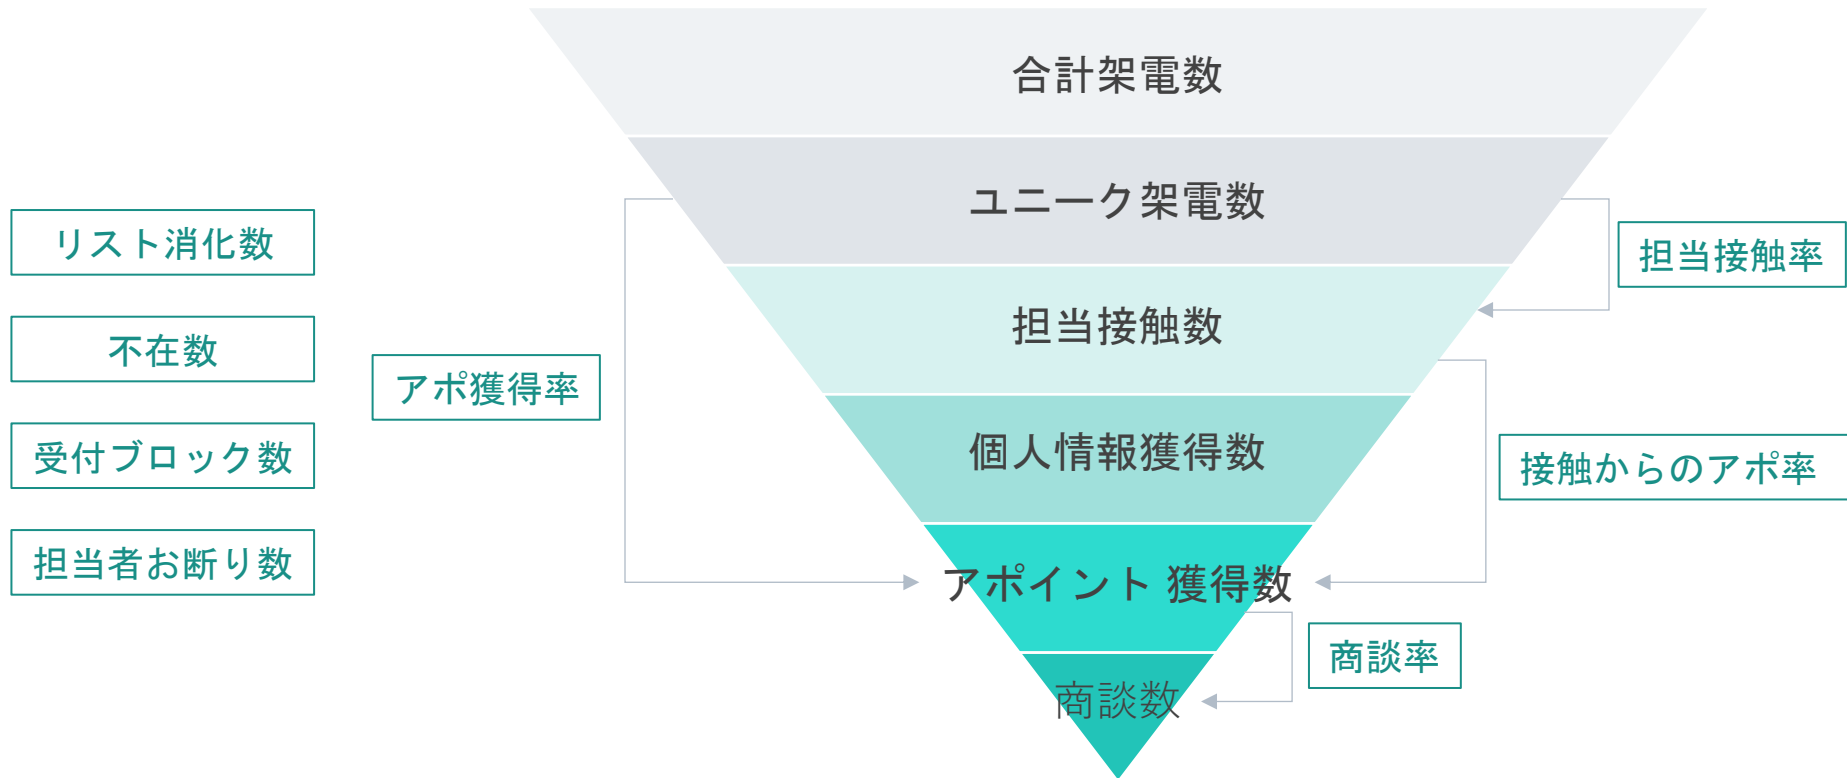 合計架電数
ユニーク架電数
担当接触数
個人情報獲得数
アポイント 獲得数
商談数
リスト消化数
不在数
受付ブロック数
担当者お断り数
アポ獲得率
担当接触率
接触からのアポ率
商談率